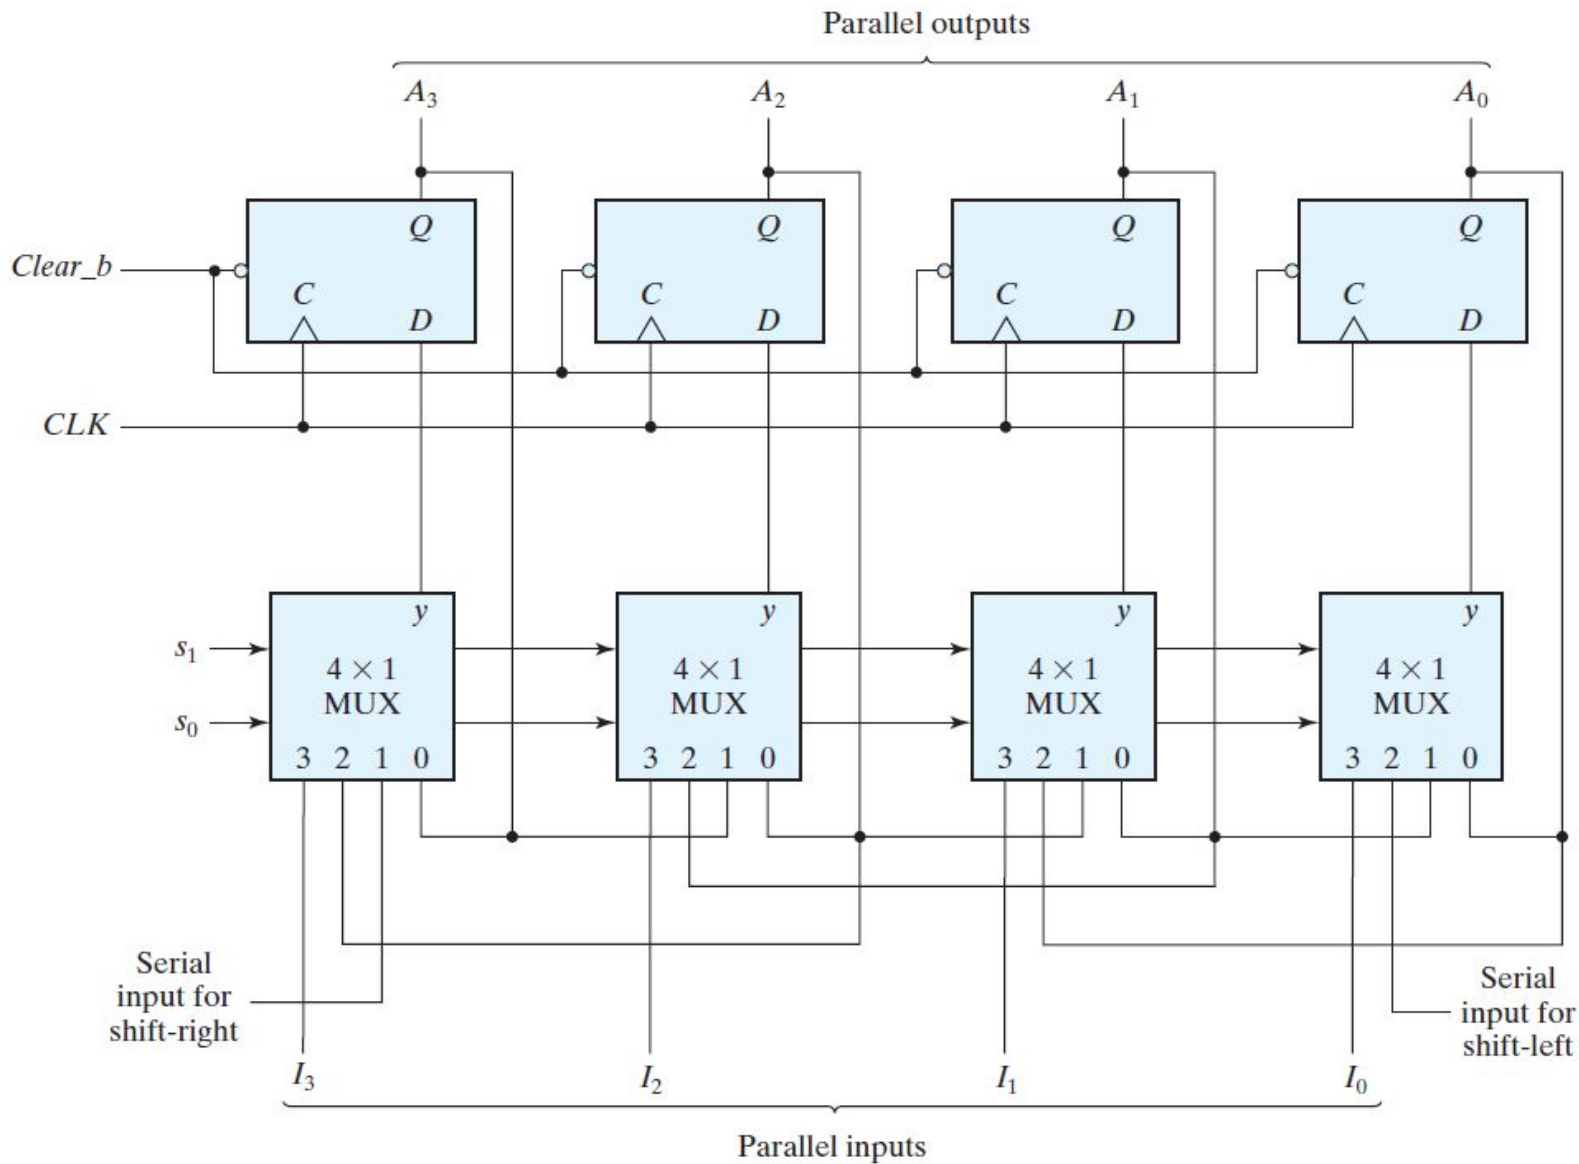 Parallel outputs
A₃ A₂ A₁ A₀
Q Q Q Q
Clear_b
C C C C
D D D D
CLK
y y y y
s₁
4 × 1 4 × 1 4 × 1 4 × 1
MUX MUX MUX MUX
s₀
3 2 1 0 3 2 1 0 3 2 1 0 3 2 1 0
Serial
input for
shift-right
Serial
input for
shift-left
I₃ I₂ I₁ I₀
Parallel inputs